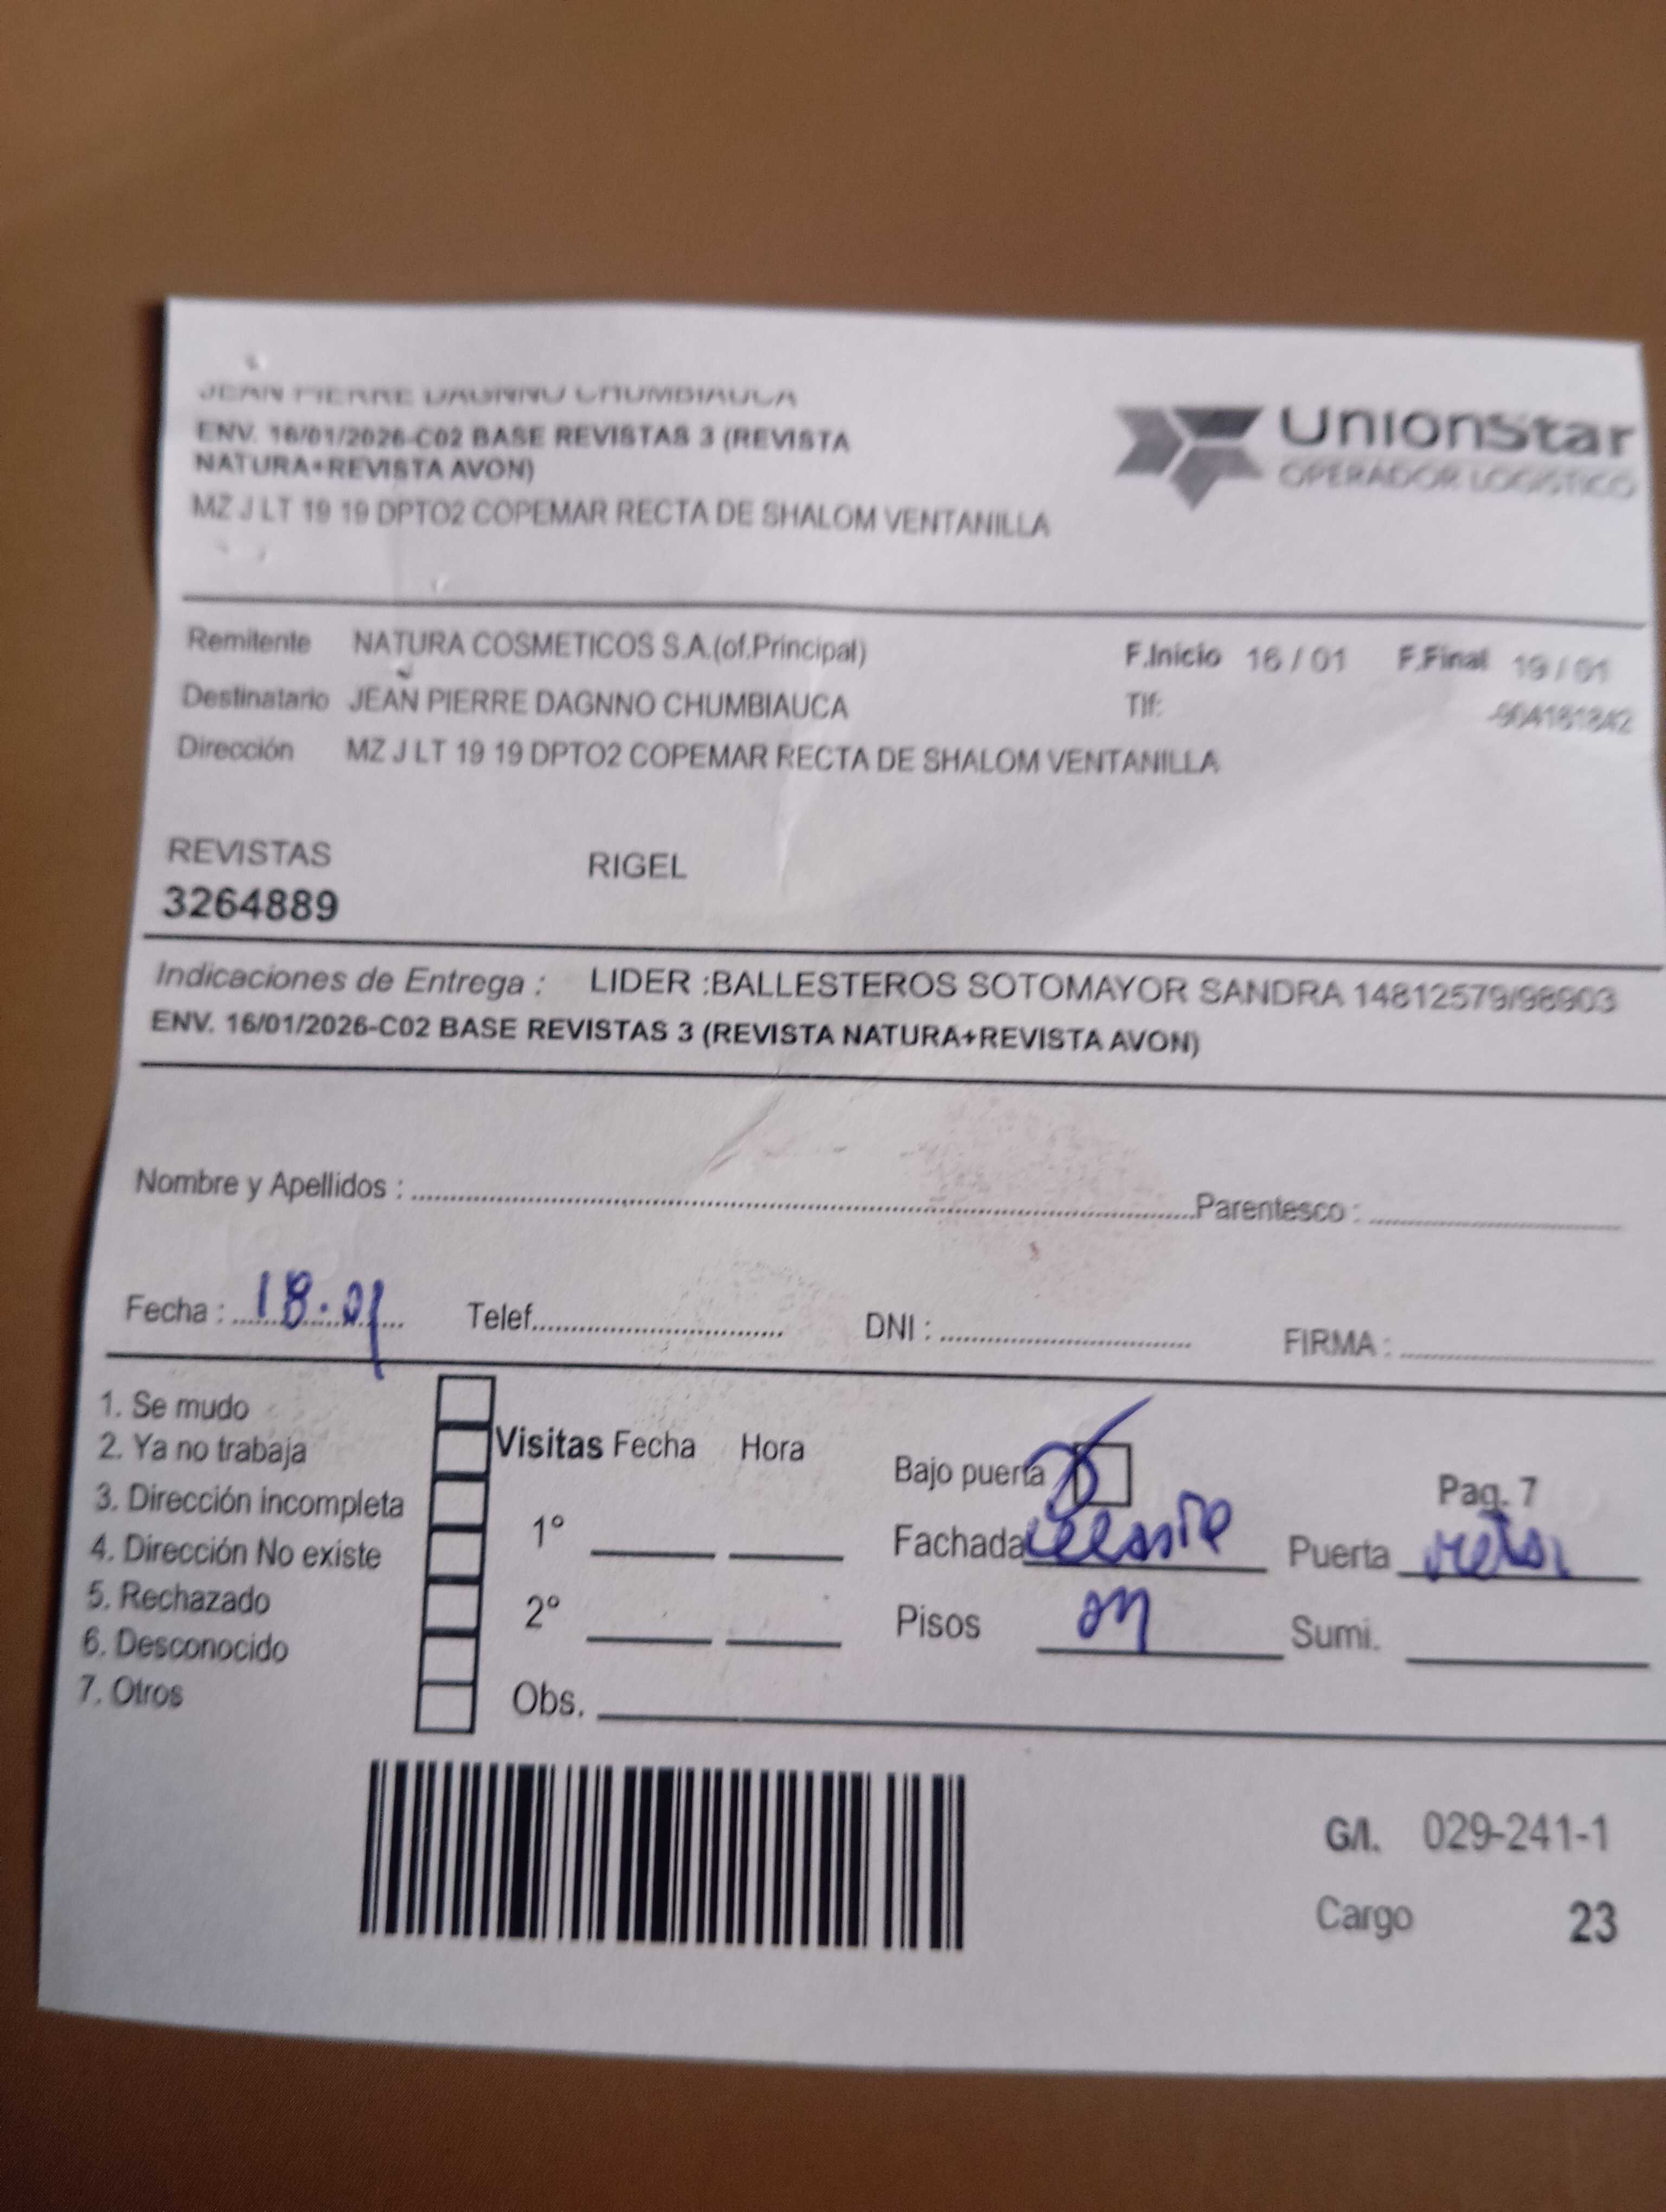 JEAN PIERRE DAGNNO CHUMBIAUCA
ENV. 16/01/2026-C02 BASE REVISTAS 3 (REVISTA
NATURA+REVISTA AVON)
MZ J LT 19 19 DPTO2 COPEMAR RECTA DE SHALOM VENTANILLA
UnionStar
OPERADOR LOGISTICO
Remitente NATURA COSMETICOS S.A.(of.Principal) F.Inicio 16 / 01 F.Final 19 / 01
Destinatario JEAN PIERRE DAGNNO CHUMBIAUCA Tlf: -904181842
Dirección MZ J LT 19 19 DPTO2 COPEMAR RECTA DE SHALOM VENTANILLA
REVISTAS RIGEL
3264889
Indicaciones de Entrega : LIDER :BALLESTEROS SOTOMAYOR SANDRA 14812579/98903
ENV. 16/01/2026-C02 BASE REVISTAS 3 (REVISTA NATURA+REVISTA AVON)
Nombre y Apellidos : Parentesco :
Fecha : 18.01 Telef. DNI : FIRMA :
1. Se mudo
2. Ya no trabaja
3. Dirección incompleta
4. Dirección No existe
5. Rechazado
6. Desconocido
7. Otros
Visitas Fecha Hora
1°
2°
Obs.
Bajo puerta Pag. 7
Fachada Puerta
Pisos Sumi.
G/I. 029-241-1
Cargo 23